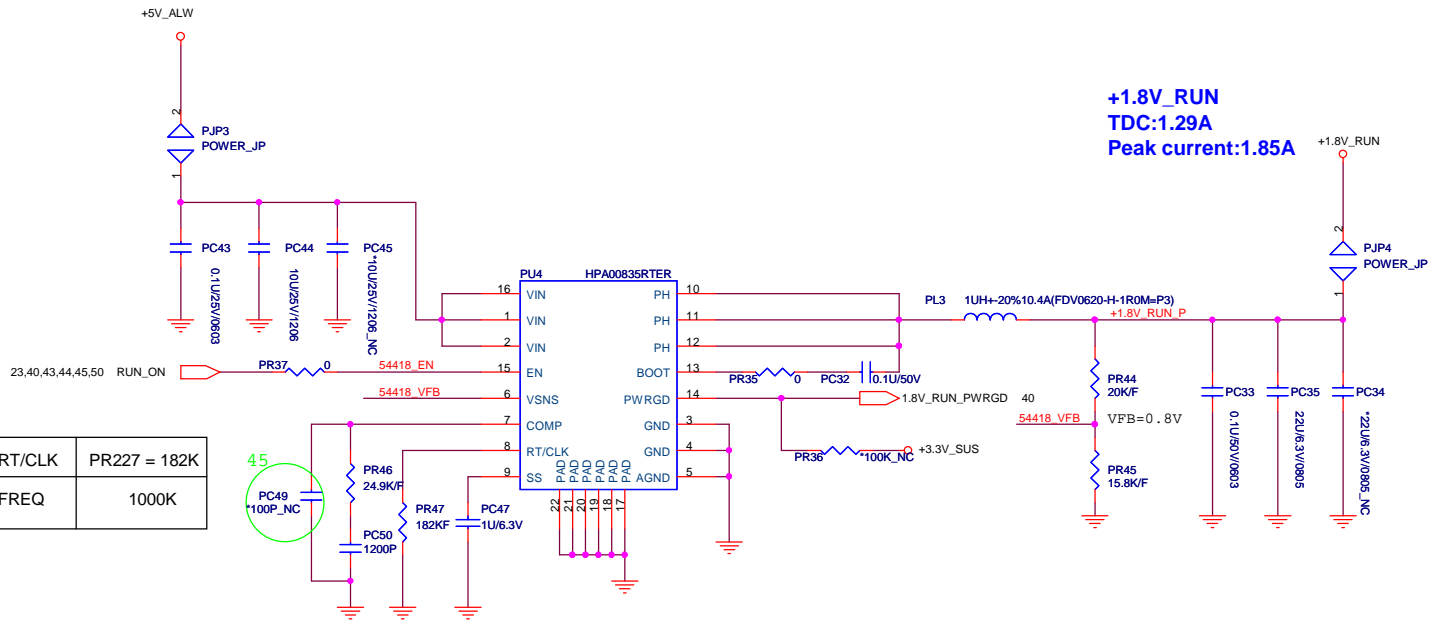 +5V_ALW
2
PJP3
POWER_JP
1
PC43
0.1U/25V/0603
PC44
10U/25V/1206
PC45
*10U/25V/1206_NC
+1.8V_RUN
TDC:1.29A
Peak current:1.85A
+1.8V_RUN
2
PJP4
POWER_JP
1
PU4
HPA00835RTER
16 VIN
1 VIN
2 VIN
15 EN
6 VSNS
7 COMP
8 RT/CLK
9 SS
PH 10
PH 11
PH 12
BOOT 13
PWRGD 14
GND 3
GND 4
AGND 5
PAD PAD PAD PAD PAD PAD
22 21 20 19 18 17
23,40,43,44,45,50 RUN_ON
PR37 0
54418_EN
54418_VFB
PL3 1UH+-20%10.4A(FDV0620-H-1R0M=P3)
+1.8V_RUN_P
PR35 0
PC32 0.1U/50V
1.8V_RUN_PWRGD 40
PR36 *100K_NC
+3.3V_SUS
PR44
20K/F
54418_VFB
VFB=0.8V
PR45
15.8K/F
PC33
0.1U/50V/0603
PC35
22U/6.3V/0805
PC34
*22U/6.3V/0805_NC
RT/CLK PR227 = 182K
FREQ 1000K
45
PC49
*100P_NC
PR46
24.9K/F
PC50
1200P
PR47
182KF
PC47
1U/6.3V